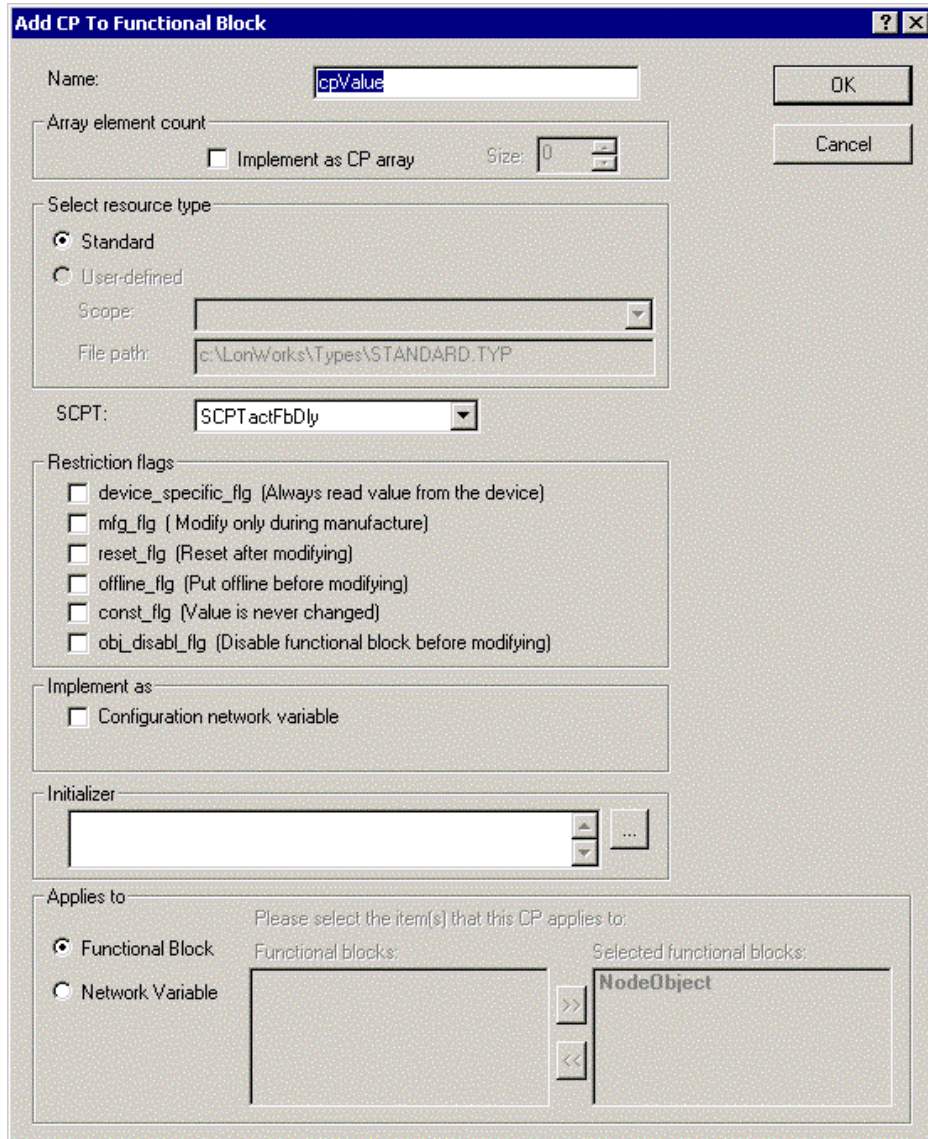 Add CP To Functional Block
Name: cpValue
OK
Array element count
Implement as CP array Size: 0
Cancel
Select resource type
Standard
User-defined
Scope:
File path: c:\LonWorks\Types\STANDARD.TYP
SCPT: SCPTactFbDly
Restriction flags
device_specific_flg (Always read value from the device)
mfg_flg ( Modify only during manufacture)
reset_flg (Reset after modifying)
offline_flg (Put offline before modifying)
const_flg (Value is never changed)
obj_disabl_flg (Disable functional block before modifying)
Implement as
Configuration network variable
Initializer
...
Applies to
Please select the item(s) that this CP applies to:
Functional Block Functional blocks: Selected functional blocks:
NodeObject
Network Variable
>>
<<